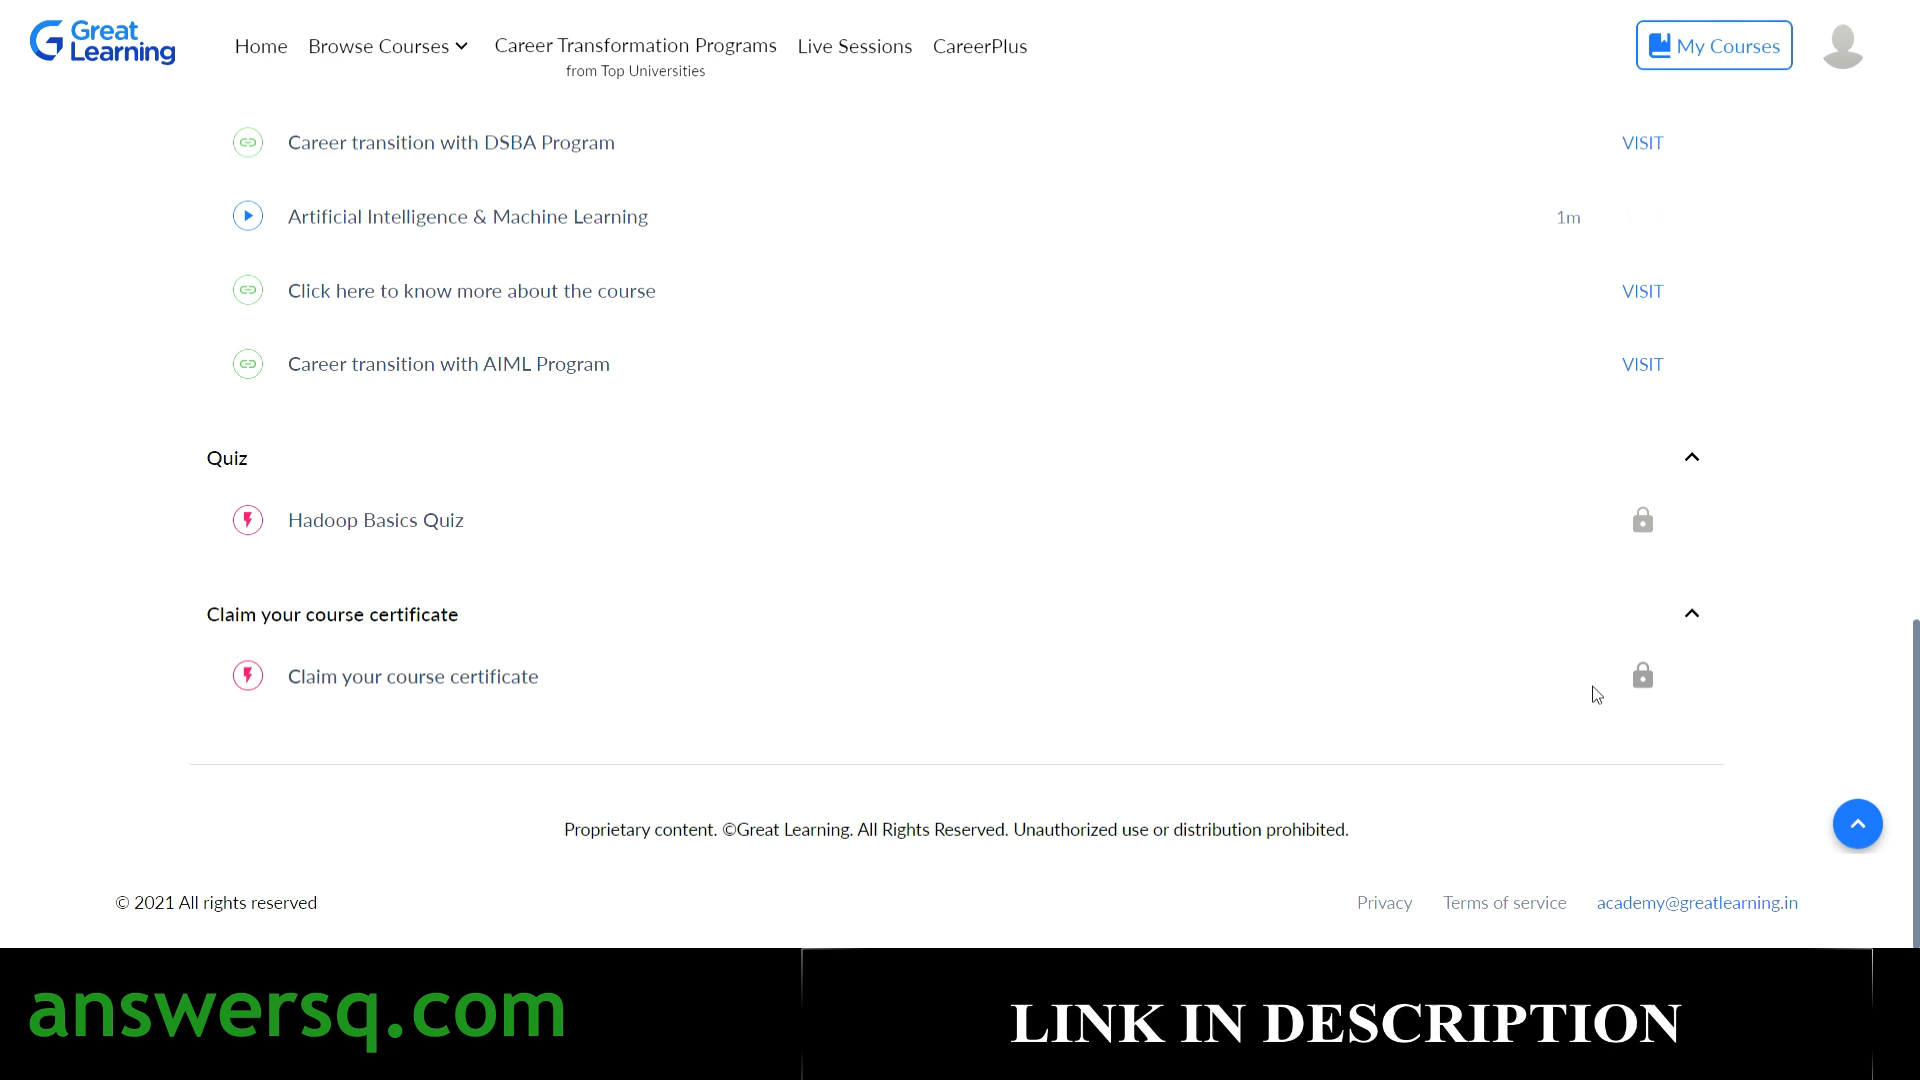 Great
Learning
Home
Browse Courses
Career Transformation Programs
from Top Universities
Live Sessions
CareerPlus
My Courses
Career transition with DSBA Program
VISIT
Artificial Intelligence & Machine Learning
1m
Click here to know more about the course
VISIT
Career transition with AIML Program
VISIT
Quiz
Hadoop Basics Quiz
Claim your course certificate
Claim your course certificate
Proprietary content. ©Great Learning. All Rights Reserved. Unauthorized use or distribution prohibited.
© 2021 All rights reserved
Privacy
Terms of service
academy@greatlearning.in
answersq.com
LINK IN DESCRIPTION